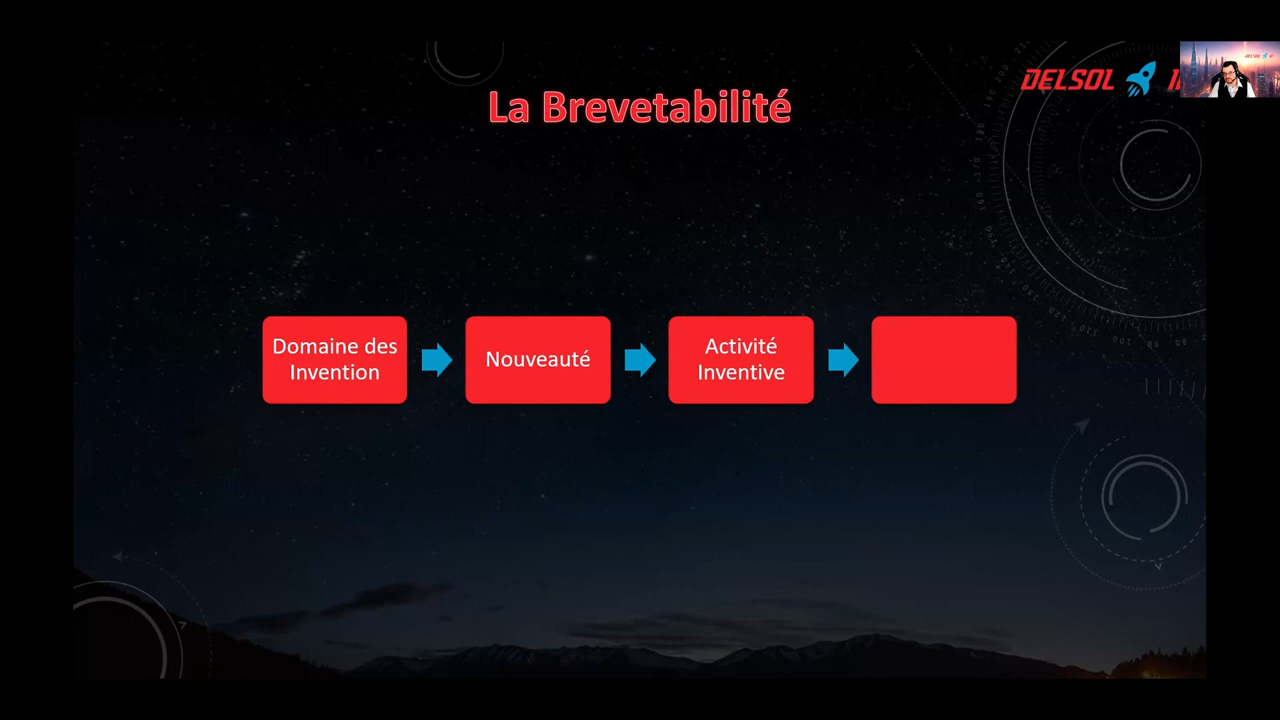 DELSOL
La Brevetabilité
Domaine des
Invention
Nouveauté
Activité
Inventive